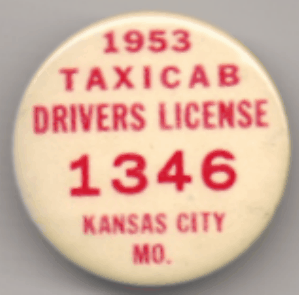 1953
TAXICAB
DRIVERS LICENSE
1346
KANSAS CITY
MO.